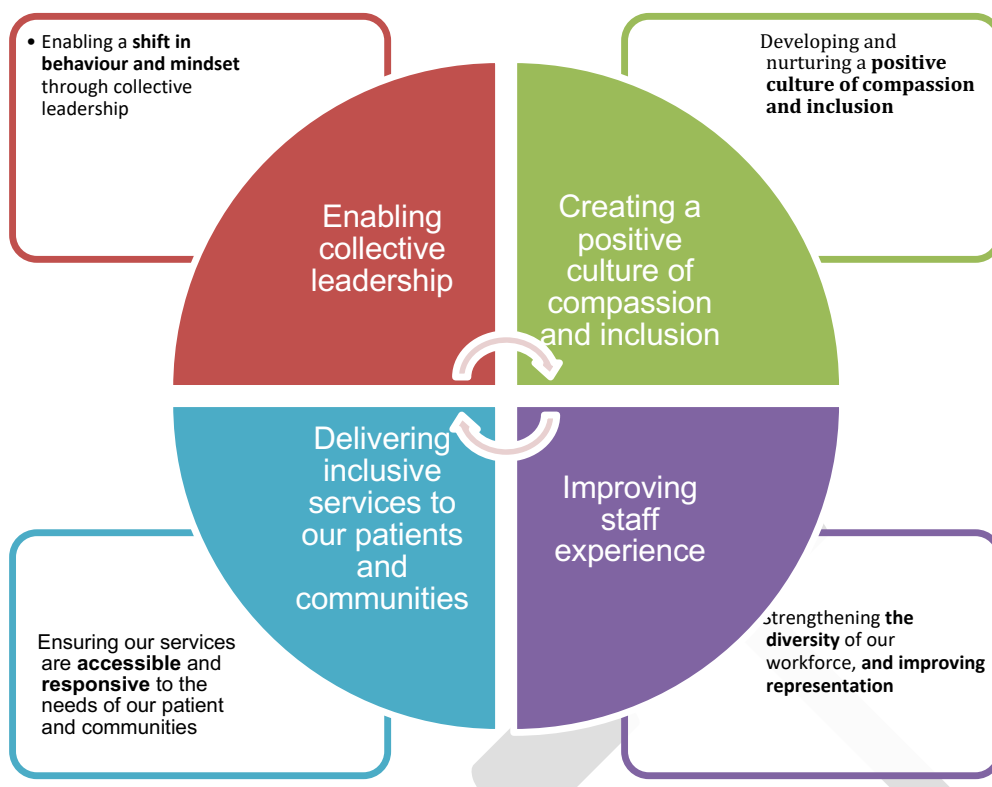 • Enabling a shift in
behaviour and mindset
through collective
leadership
Developing and
nurturing a positive
culture of compassion
and inclusion
Enabling
collective
leadership
Creating a
positive
culture of
compassion
and inclusion
Delivering
inclusive
services to
our patients
and
communities
Improving
staff
experience
Ensuring our services
are accessible and
responsive to the
needs of our patient
and communities
Strengthening the
diversity of our
workforce, and improving
representation